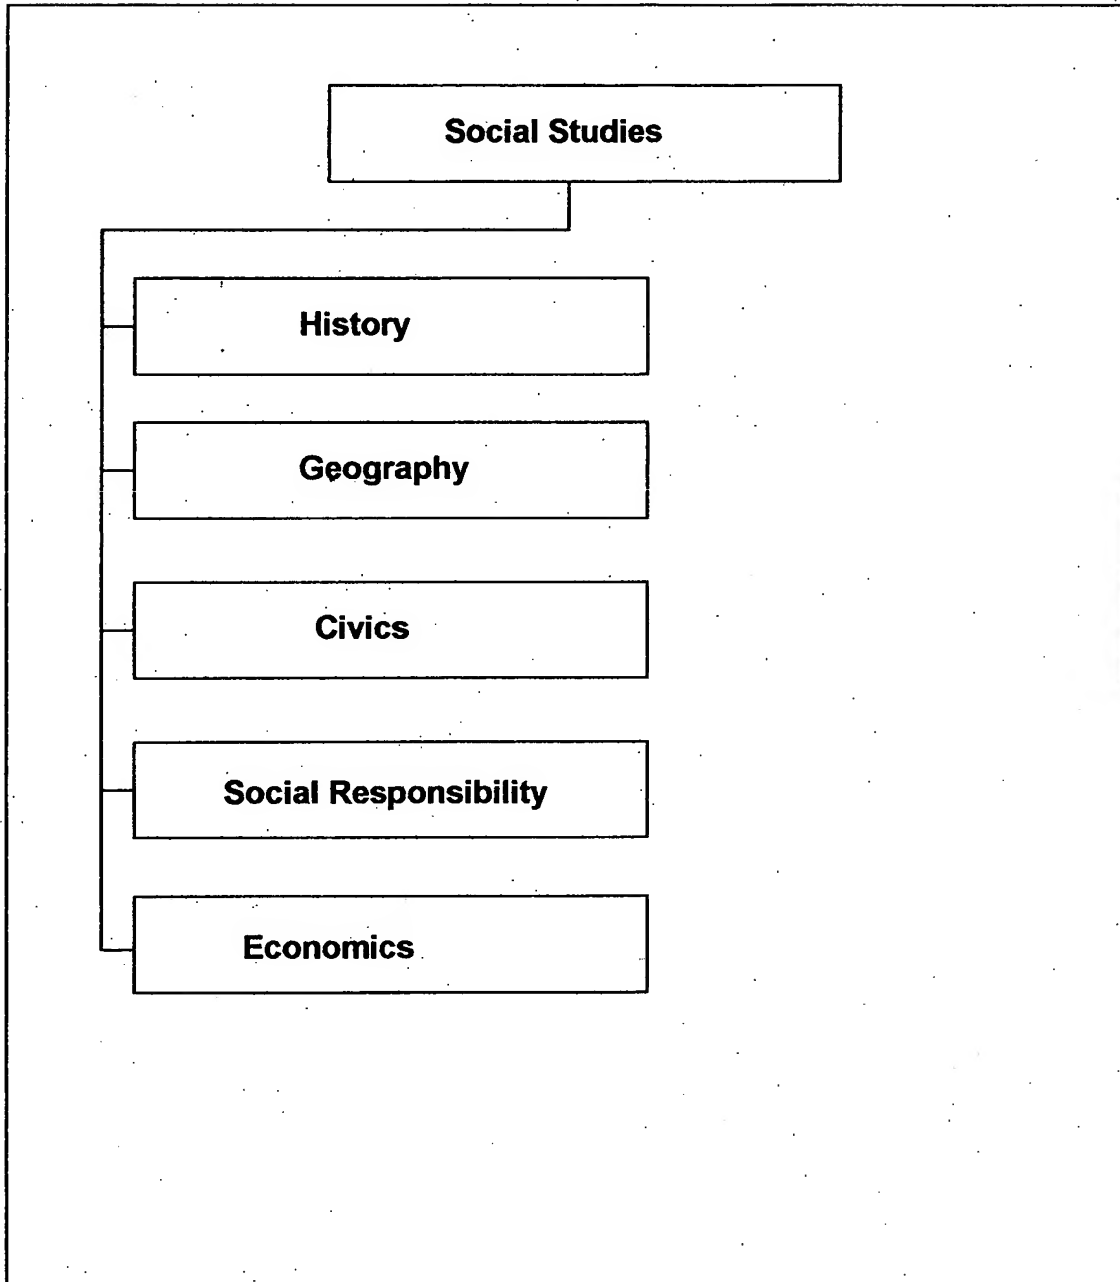 Social Studies
History
Geography
Civics
Social Responsibility
Economics